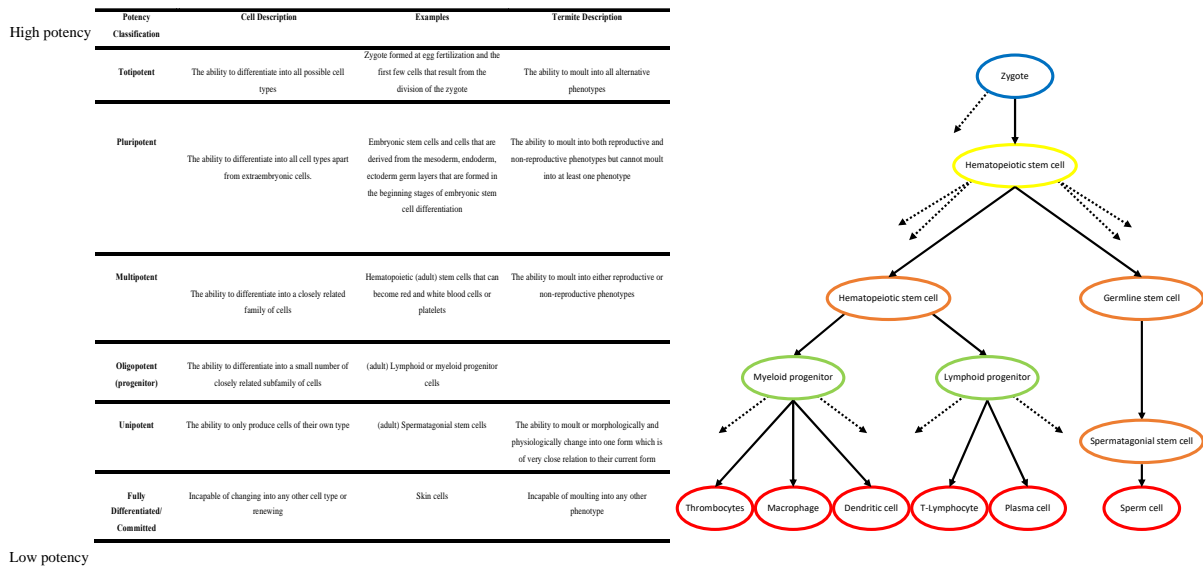 High potency
Potency
Classification
Cell Description
Examples
Termite Description
Totipotent
The ability to differentiate into all possible cell
types
Zygote formed at egg fertilization and the
first few cells that result from the
division of the zygote
The ability to moult into all alternative
phenotypes
Pluripotent
The ability to differentiate into all cell types apart
from extraembryonic cells.
Embryonic stem cells and cells that are
derived from the mesoderm, endoderm,
ectoderm germ layers that are formed in
the beginning stages of embryonic stem
cell differentiation
The ability to moult into both reproductive and
non-reproductive phenotypes but cannot moult
into at least one phenotype
Multipotent
The ability to differentiate into a closely related
family of cells
Hematopoietic (adult) stem cells that can
become red and white blood cells or
platelets
The ability to moult into either reproductive or
non-reproductive phenotypes
Oligopotent
(progenitor)
The ability to differentiate into a small number of
closely related subfamily of cells
(adult) Lymphoid or myeloid progenitor
cells
Unipotent
The ability to only produce cells of their own type
(adult) Spermatagonial stem cells
The ability to moult or morphologically and
physiologically change into one form which is
of very close relation to their current form
Fully
Differentiated/
Committed
Incapable of changing into any other cell type or
renewing
Skin cells
Incapable of moulting into any other
phenotype
Low potency
Zygote
Hematopeiotic stem cell
Hematopeiotic stem cell
Germline stem cell
Myeloid progenitor
Lymphoid progenitor
Spermatagonial stem cell
Thrombocytes
Macrophage
Dendritic cell
T-Lymphocyte
Plasma cell
Sperm cell